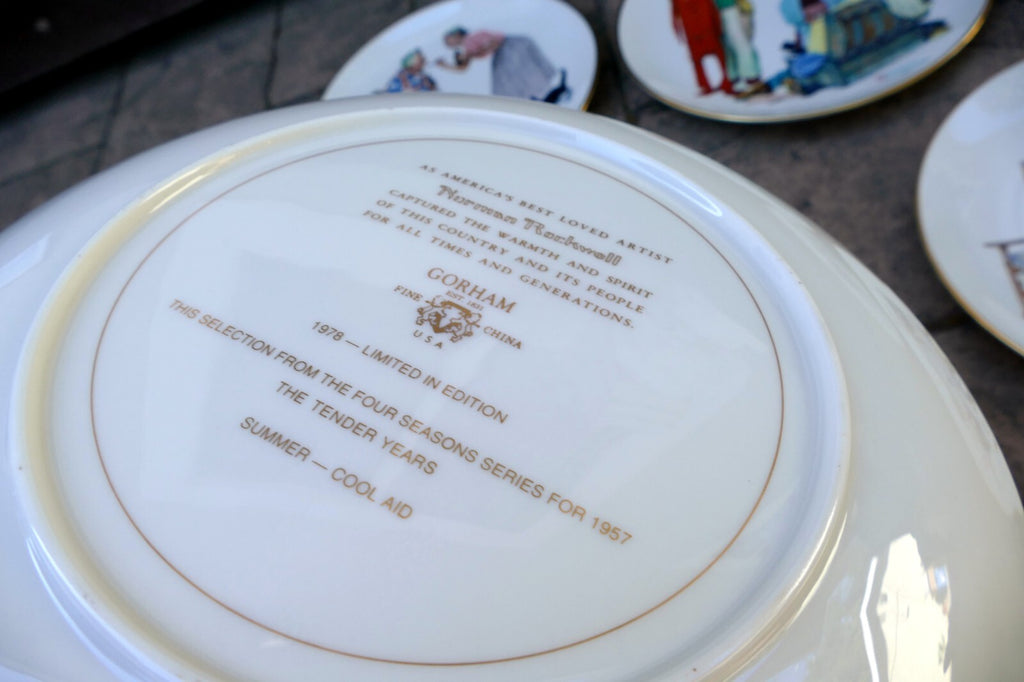 AS AMERICA'S BEST LOVED ARTIST
Norman Rockwell
CAPTURED THE WARMTH AND SPIRIT
OF THIS COUNTRY AND ITS PEOPLE
FOR ALL TIMES AND GENERATIONS.
GORHAM
EST. 1831
FINE CHINA
USA
1978 — LIMITED IN EDITION
THIS SELECTION FROM THE FOUR SEASONS SERIES FOR 1957
THE TENDER YEARS
SUMMER — COOL AID